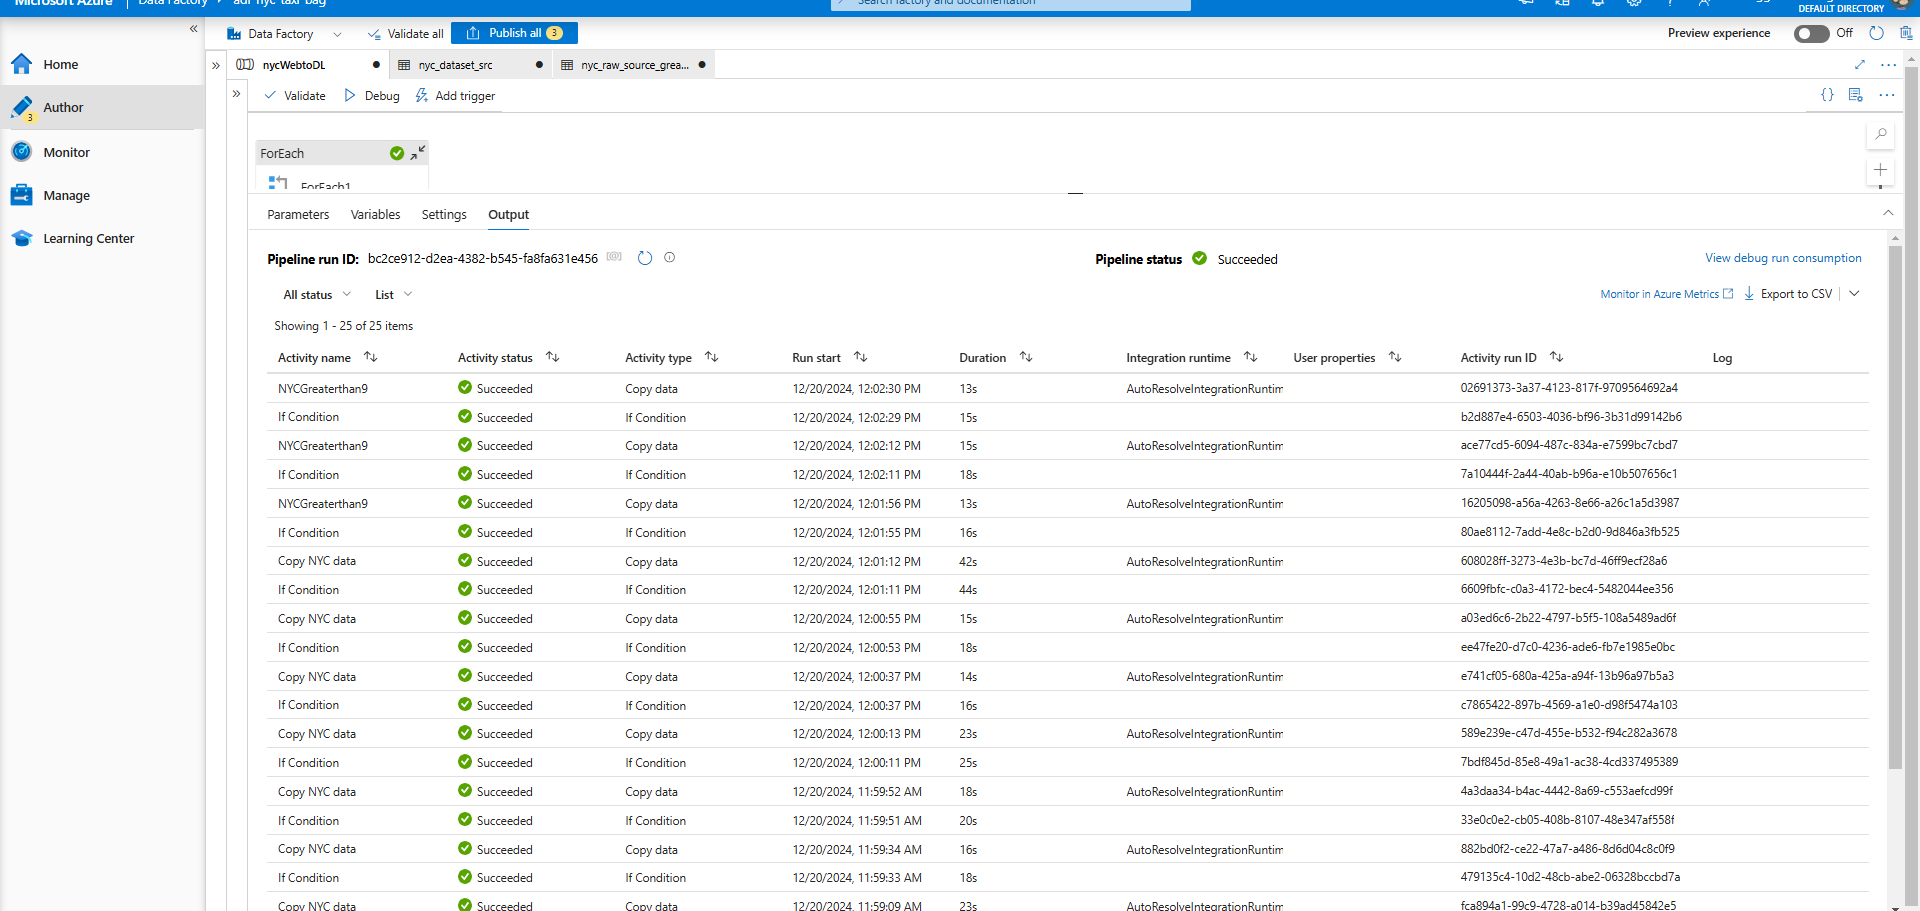 Microsoft Azure Data Factory adf-nyc-taxi-bag Search factory and documentation
DEFAULT DIRECTORY
Data Factory Validate all Publish all 3 Preview experience Off
Home
Author
3
Monitor
Manage
Learning Center
nycWebtoDL nyc_dataset_src nyc_raw_source_grea...
Validate Debug Add trigger
ForEach
ForEach1
Parameters Variables Settings Output
Pipeline run ID: bc2ce912-d2ea-4382-b545-fa8fa631e456 Pipeline status Succeeded View debug run consumption
All status List Monitor in Azure Metrics Export to CSV
Showing 1 - 25 of 25 items
Activity name Activity status Activity type Run start Duration Integration runtime User properties Activity run ID Log
NYCGreaterthan9 Succeeded Copy data 12/20/2024, 12:02:30 PM 13s AutoResolveIntegrationRuntim 02691373-3a37-4123-817f-9709564692a4
If Condition Succeeded If Condition 12/20/2024, 12:02:29 PM 15s b2d887e4-6503-4036-bf96-3b31d99142b6
NYCGreaterthan9 Succeeded Copy data 12/20/2024, 12:02:12 PM 15s AutoResolveIntegrationRuntim ace77cd5-6094-487c-834a-e7599bc7cbd7
If Condition Succeeded If Condition 12/20/2024, 12:02:11 PM 18s 7a10444f-2a44-40ab-b96a-e10b507656c1
NYCGreaterthan9 Succeeded Copy data 12/20/2024, 12:01:56 PM 13s AutoResolveIntegrationRuntim 16205098-a56a-4263-8e66-a26c1a5d3987
If Condition Succeeded If Condition 12/20/2024, 12:01:55 PM 16s 80ae8112-7add-4e8c-b2d0-9d846a3fb525
Copy NYC data Succeeded Copy data 12/20/2024, 12:01:12 PM 42s AutoResolveIntegrationRuntim 608028ff-3273-4e3b-bc7d-46ff9ecf28a6
If Condition Succeeded If Condition 12/20/2024, 12:01:11 PM 44s 6609fbfc-c0a3-4172-bec4-5482044ee356
Copy NYC data Succeeded Copy data 12/20/2024, 12:00:55 PM 15s AutoResolveIntegrationRuntim a03ed6c6-2b22-4797-b5f5-108a5489ad6f
If Condition Succeeded If Condition 12/20/2024, 12:00:53 PM 18s ee47fe20-d7c0-4236-ade6-fb7e1985e0bc
Copy NYC data Succeeded Copy data 12/20/2024, 12:00:37 PM 14s AutoResolveIntegrationRuntim e741cf05-680a-425a-a94f-13b96a97b5a3
If Condition Succeeded If Condition 12/20/2024, 12:00:37 PM 16s c7865422-897b-4569-a1e0-d98f5474a103
Copy NYC data Succeeded Copy data 12/20/2024, 12:00:13 PM 23s AutoResolveIntegrationRuntim 589e239e-c47d-455e-b532-f94c282a3678
If Condition Succeeded If Condition 12/20/2024, 12:00:11 PM 25s 7bdf845d-85e8-49a1-ac38-4cd337495389
Copy NYC data Succeeded Copy data 12/20/2024, 11:59:52 AM 18s AutoResolveIntegrationRuntim 4a3daa34-b4ac-4442-8a69-c553aefcd99f
If Condition Succeeded If Condition 12/20/2024, 11:59:51 AM 20s 33e0c0e2-cb05-408b-8107-48e347af558f
Copy NYC data Succeeded Copy data 12/20/2024, 11:59:34 AM 16s AutoResolveIntegrationRuntim 882bd0f2-ce22-47a7-a486-8d6d04c8c0f9
If Condition Succeeded If Condition 12/20/2024, 11:59:33 AM 18s 479135c4-10d2-48cb-abe2-06328bccbd7a
Copy NYC data Succeeded Copy data 12/20/2024, 11:59:09 AM 23s AutoResolveIntegrationRuntim fca894a1-99c9-4728-a014-b39ad45842e5